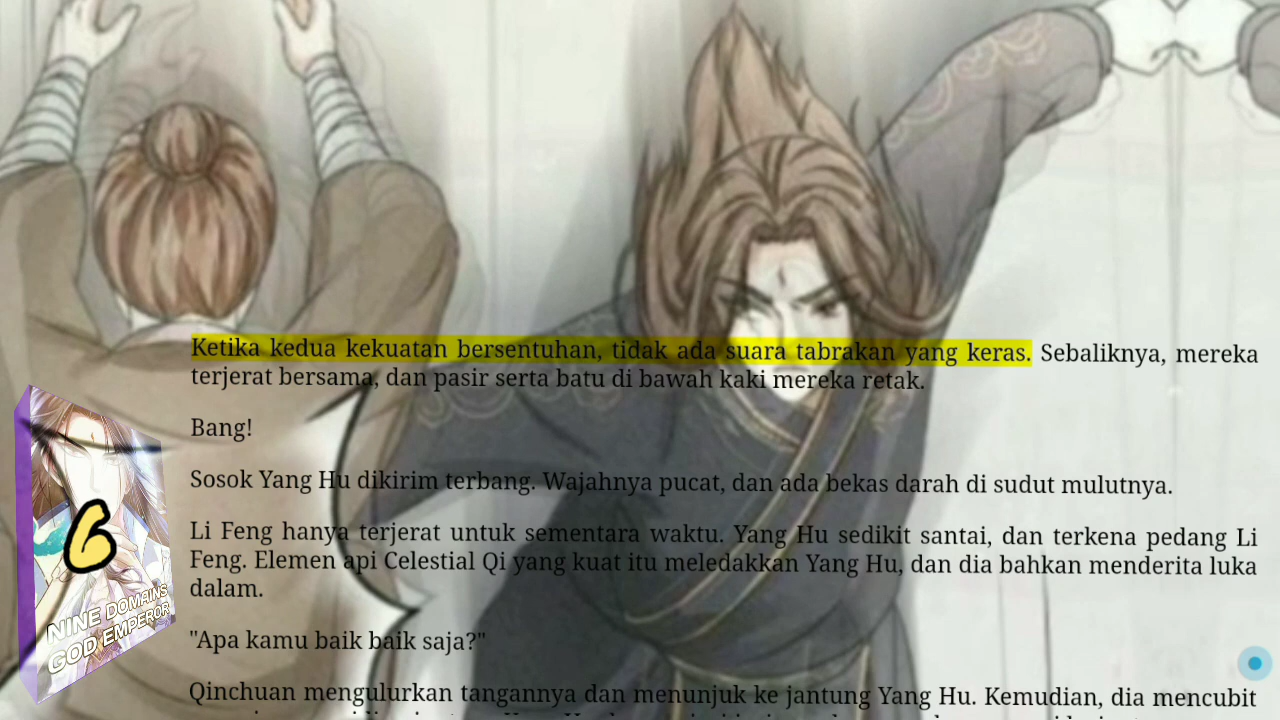 Ketika kedua kekuatan bersentuhan, tidak ada suara tabrakan yang keras. Sebaliknya, mereka
terjerat bersama, dan pasir serta batu di bawah kaki mereka retak.
Bang!
Sosok Yang Hu dikirim terbang. Wajahnya pucat, dan ada bekas darah di sudut mulutnya.
Li Feng hanya terjerat untuk sementara waktu. Yang Hu sedikit santai, dan terkena pedang Li
Feng. Elemen api Celestial Qi yang kuat itu meledakkan Yang Hu, dan dia bahkan menderita luka
dalam.
"Apa kamu baik baik saja?"
Qinchuan mengulurkan tangannya dan menunjuk ke jantung Yang Hu. Kemudian, dia mencubit
6
NINE DOMAINS
GOD EMPEROR